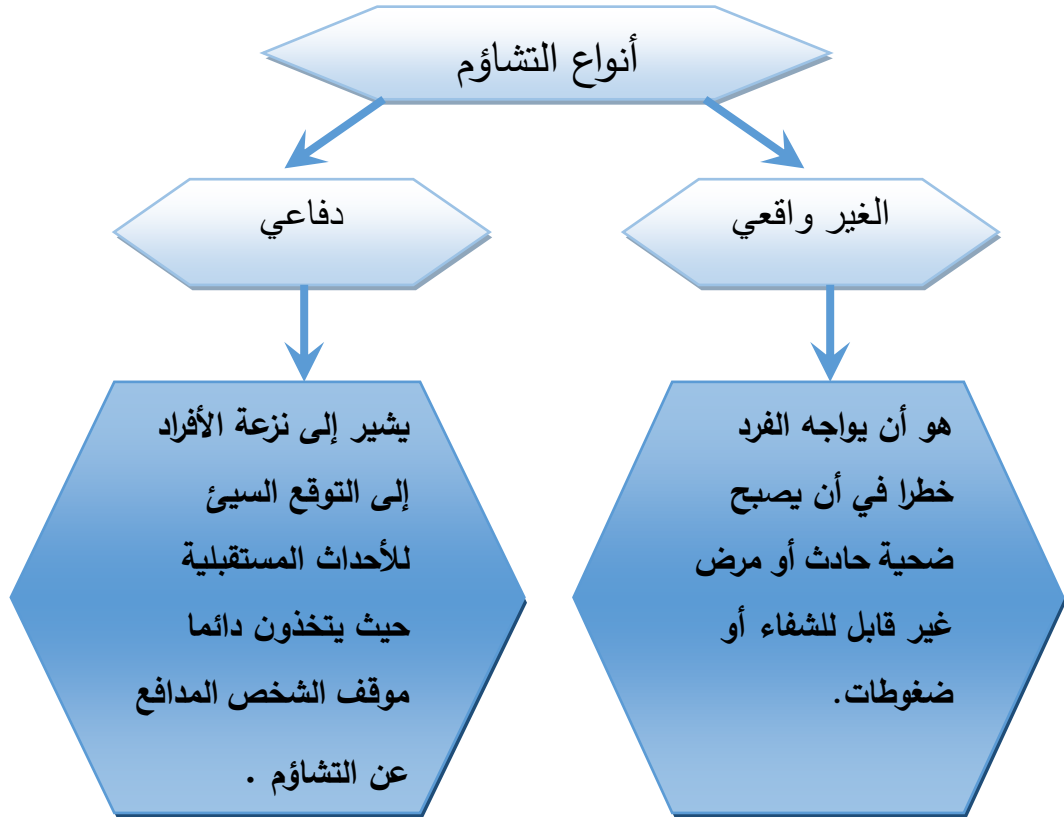 أنواع التشاؤم
الغير واقعي
دفاعي
هو أن يواجه الفرد
خطرا في أن يصبح
ضحية حادث أو مرض
غير قابل للشفاء أو
ضغوطات.
يشير إلى نزعة الأفراد
إلى التوقع السيئ
للأحداث المستقبلية
حيث يتخذون دائما
موقف الشخص المدافع
عن التشاؤم .